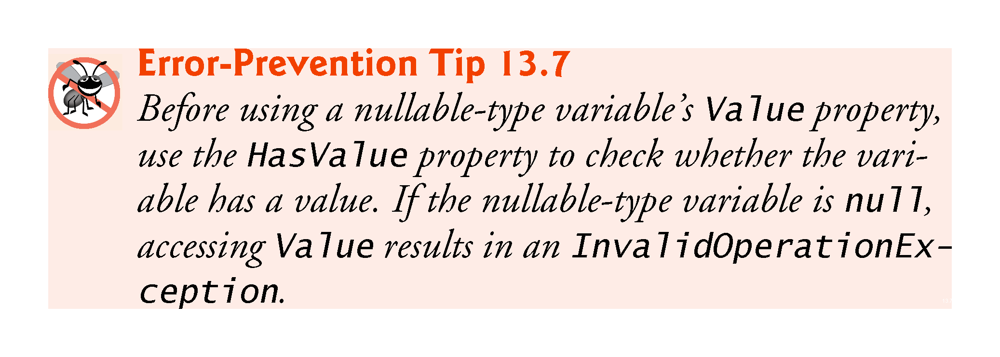 Error-Prevention Tip 13.7
Before using a nullable-type variable’s Value property,
use the HasValue property to check whether the vari-
able has a value. If the nullable-type variable is null,
accessing Value results in an InvalidOperationEx-
ception.